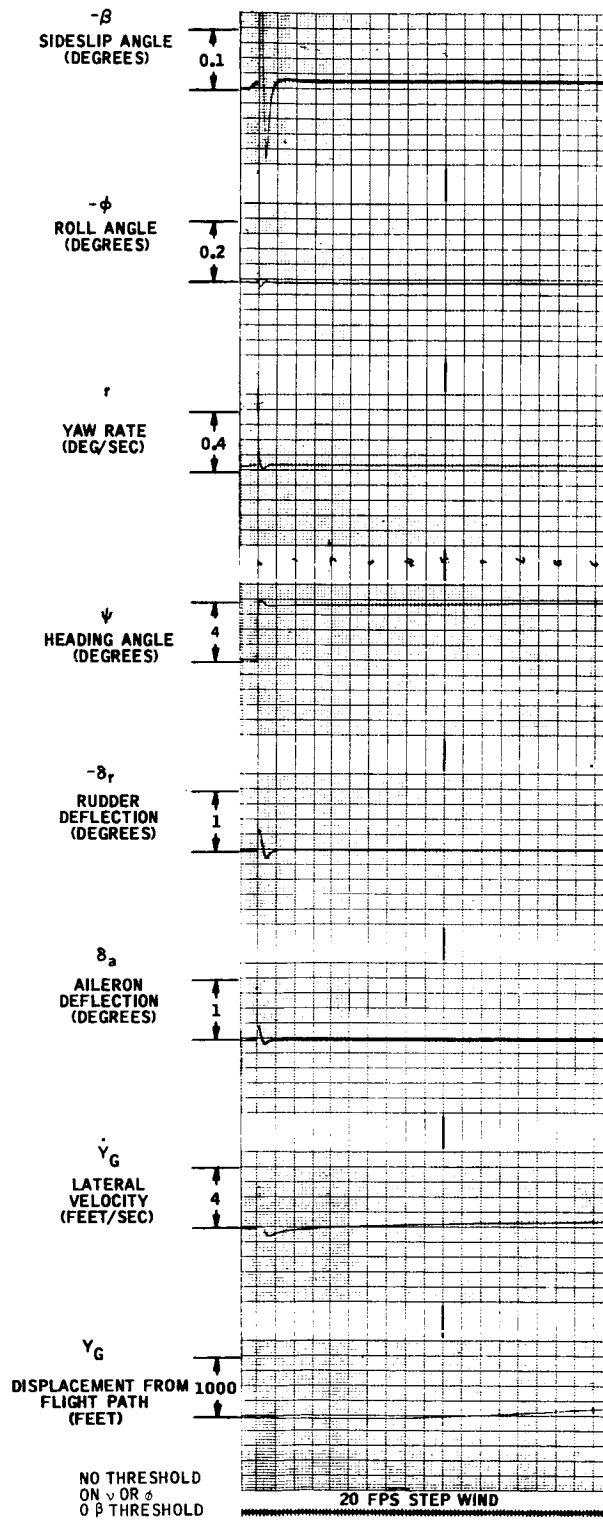 -β
SIDESLIP ANGLE
(DEGREES)
0.1
-ϕ
ROLL ANGLE
(DEGREES)
0.2
r
YAW RATE
(DEG/SEC)
0.4
ψ
HEADING ANGLE
(DEGREES)
4
-δr
RUDDER
DEFLECTION
(DEGREES)
1
δa
AILERON
DEFLECTION
(DEGREES)
1
ẎG
LATERAL
VELOCITY
(FEET/SEC)
4
YG
DISPLACEMENT FROM
FLIGHT PATH
(FEET)
1000
NO THRESHOLD
ON ν OR ϕ
0 β THRESHOLD
20 FPS STEP WIND